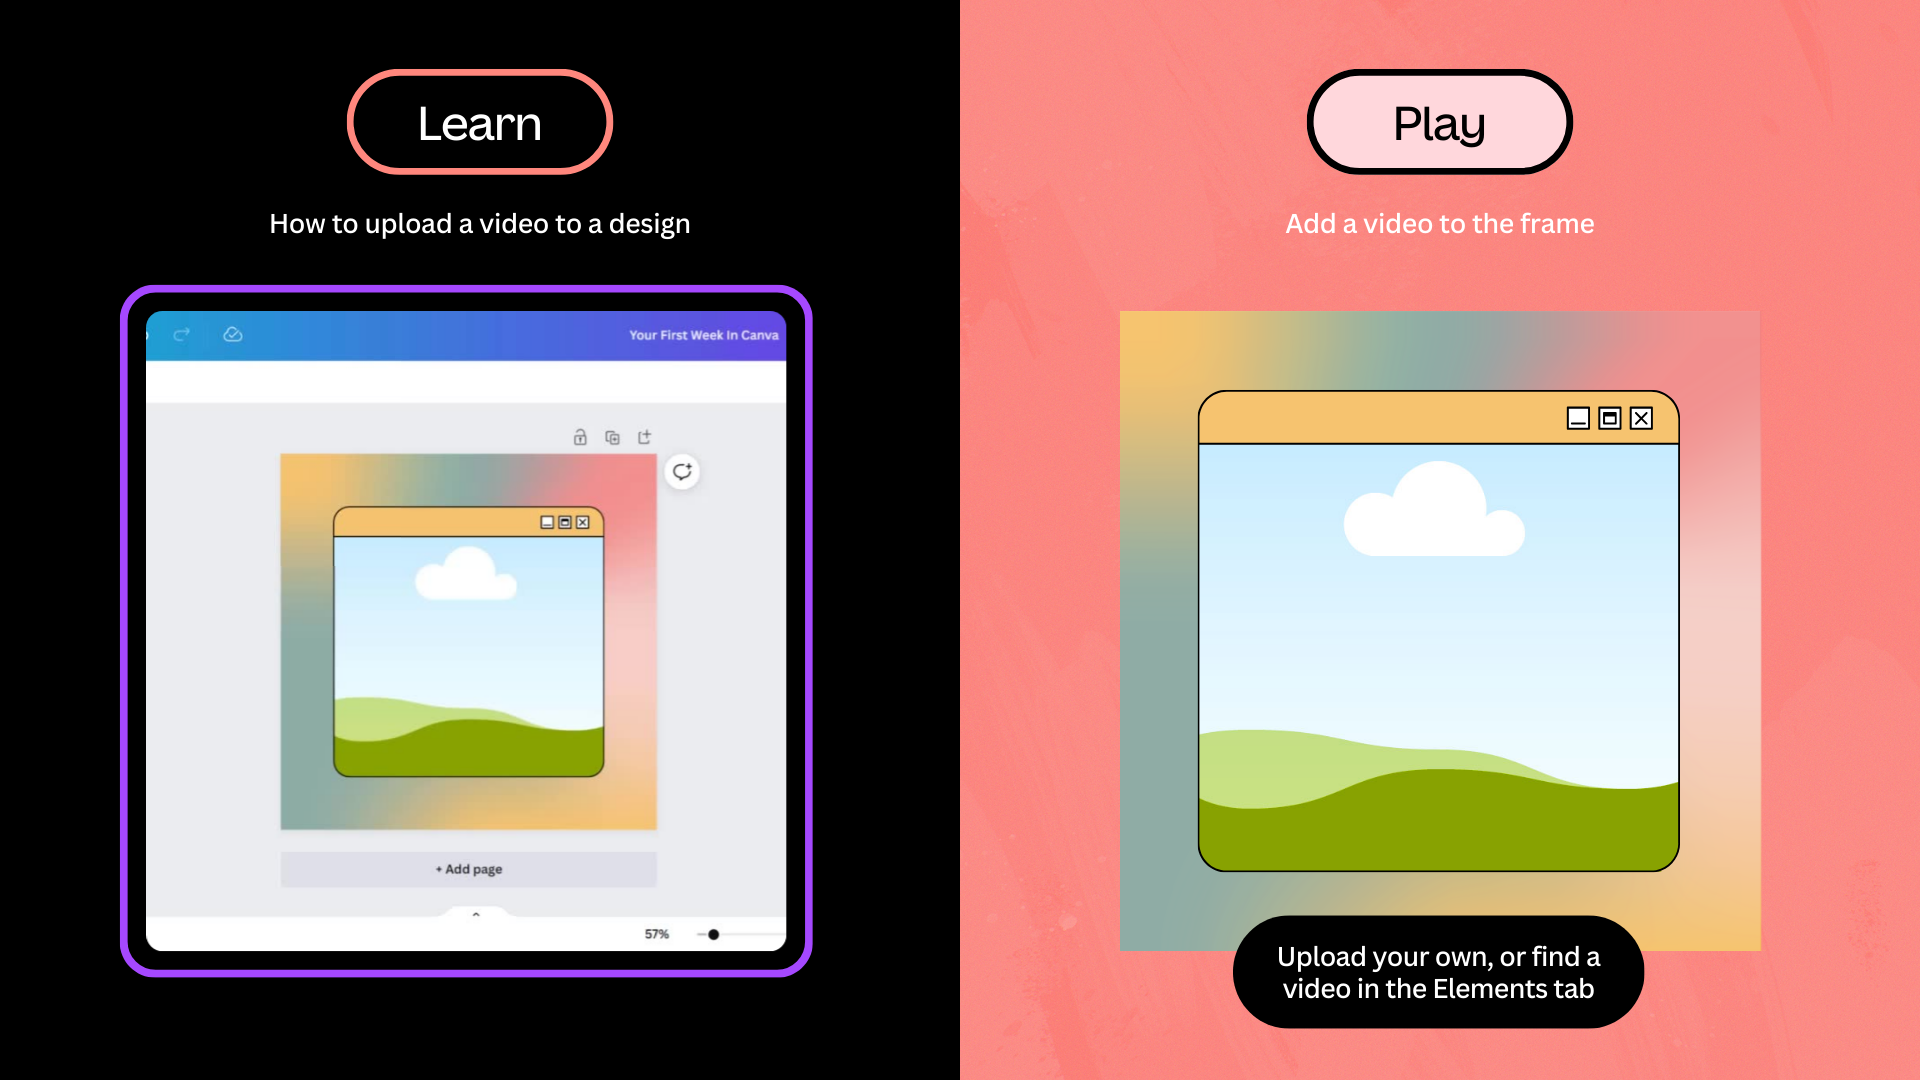 Learn
How to upload a video to a design
Your First Week In Canva
+ Add page
57%
Play
Add a video to the frame
Upload your own, or find a
video in the Elements tab